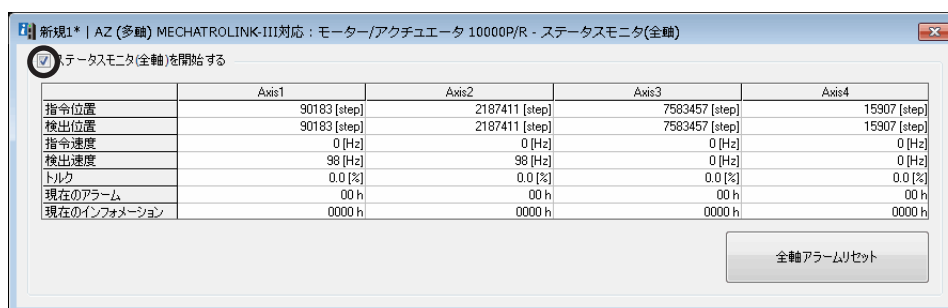 新規1* | AZ (多軸) MECHATROLINK-III対応：モーター/アクチュエータ 10000P/R - ステータスモニタ(全軸)
ステータスモニタ(全軸)を開始する
Axis1 Axis2 Axis3 Axis4
指令位置 90183 [step] 2187411 [step] 7583457 [step] 15907 [step]
検出位置 90183 [step] 2187411 [step] 7583457 [step] 15907 [step]
指令速度 0 [Hz] 0 [Hz] 0 [Hz] 0 [Hz]
検出速度 98 [Hz] 98 [Hz] 0 [Hz] 0 [Hz]
トルク 0.0 [%] 0.0 [%] 0.0 [%] 0.0 [%]
現在のアラーム 00 h 00 h 00 h 00 h
現在のインフォメーション 0000 h 0000 h 0000 h 0000 h
全軸アラームリセット